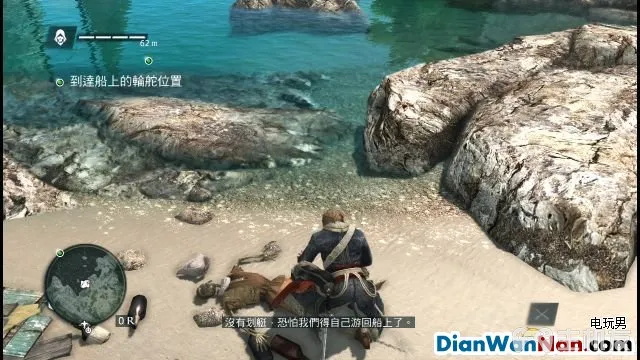 62 m
到達船上的輪舵位置
0 R
沒有划艇，恐怕我們得自己游回船上了。
电玩男
DianWanNan.com